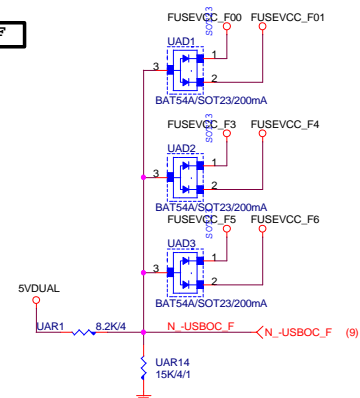 F
FUSEVCC_F00 FUSEVCC_F01
SOT23
UAD1
1
3
2
BAT54A/SOT23/200mA
FUSEVCC_F3 FUSEVCC_F4
SOT23
UAD2
1
3
2
BAT54A/SOT23/200mA
FUSEVCC_F5 FUSEVCC_F6
SOT23
UAD3
1
3
2
BAT54A/SOT23/200mA
5VDUAL
UAR1 8.2K/4 N_-USBOC_F N_-USBOC_F (9)
UAR14
15K/4/1